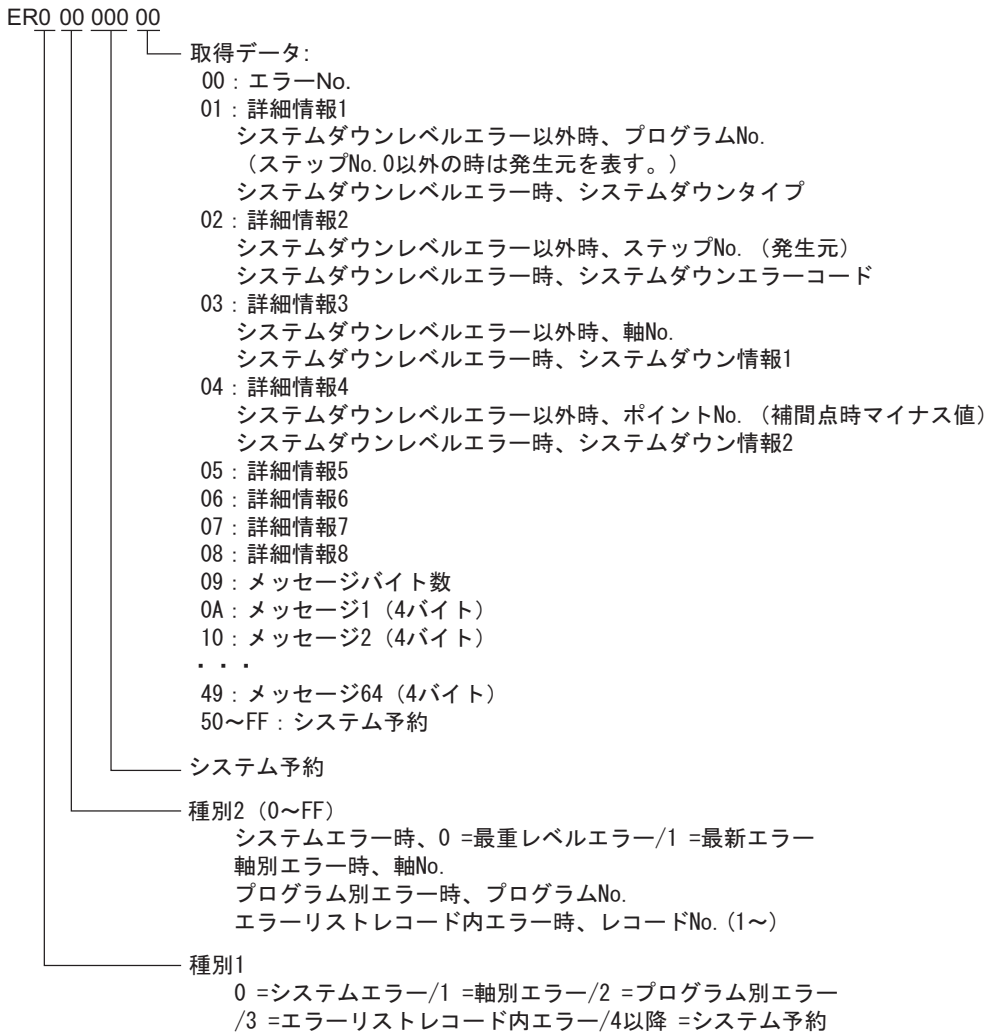 ER0 00 000 00
取得データ:
00：エラーNo.
01：詳細情報1
システムダウンレベルエラー以外時、プログラムNo.
（ステップNo.0以外の時は発生元を表す。）
システムダウンレベルエラー時、システムダウンタイプ
02：詳細情報2
システムダウンレベルエラー以外時、ステップNo.（発生元）
システムダウンレベルエラー時、システムダウンエラーコード
03：詳細情報3
システムダウンレベルエラー以外時、軸No.
システムダウンレベルエラー時、システムダウン情報1
04：詳細情報4
システムダウンレベルエラー以外時、ポイントNo.（補間点時マイナス値）
システムダウンレベルエラー時、システムダウン情報2
05：詳細情報5
06：詳細情報6
07：詳細情報7
08：詳細情報8
09：メッセージバイト数
0A：メッセージ1（4バイト）
10：メッセージ2（4バイト）
・・・
49：メッセージ64（4バイト）
50～FF：システム予約
システム予約
種別2（0～FF）
システムエラー時、0 =最重レベルエラー/1 =最新エラー
軸別エラー時、軸No.
プログラム別エラー時、プログラムNo.
エラーリストレコード内エラー時、レコードNo.(1～)
種別1
0 =システムエラー/1 =軸別エラー/2 =プログラム別エラー
/3 =エラーリストレコード内エラー/4以降 =システム予約